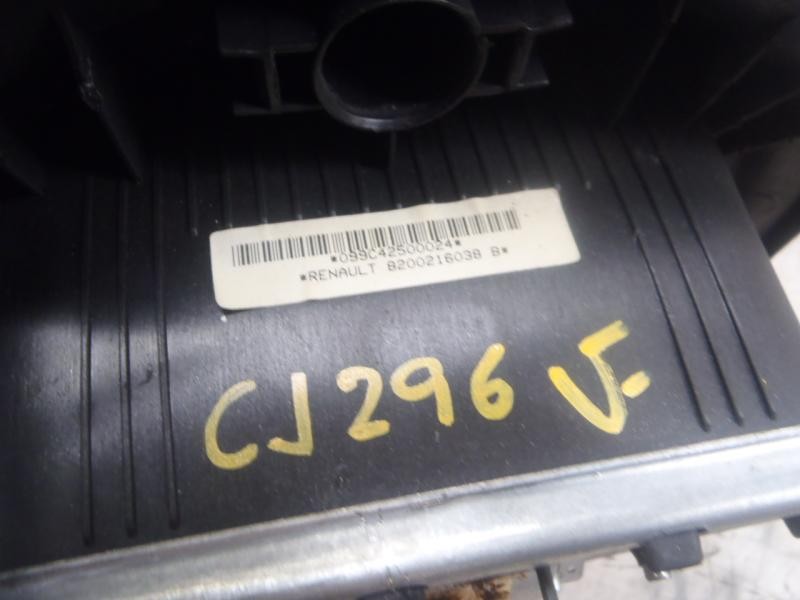 *099C42500024*
*RENAULT 8200216038 B*
CJ296 V-